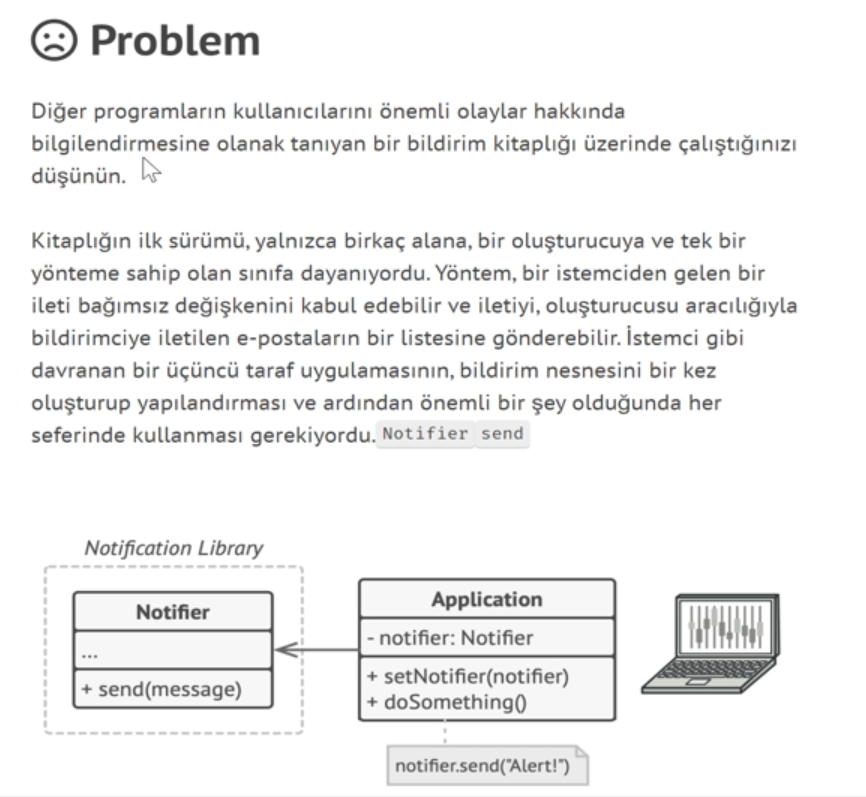 Problem
Diğer programların kullanıcılarını önemli olaylar hakkında
bilgilendirmesine olanak tanıyan bir bildirim kitaplığı üzerinde çalıştığınızı
düşünün.
Kitaplığın ilk sürümü, yalnızca birkaç alana, bir oluşturucuya ve tek bir
yönteme sahip olan sınıfa dayanıyordu. Yöntem, bir istemciden gelen bir
ileti bağımsız değişkenini kabul edebilir ve iletiyi, oluşturucusu aracılığıyla
bildirimciye iletilen e-postaların bir listesine gönderebilir. İstemci gibi
davranan bir üçüncü taraf uygulamasının, bildirim nesnesini bir kez
oluşturup yapılandırması ve ardından önemli bir şey olduğunda her
seferinde kullanması gerekiyordu. Notifier send
Notification Library
Notifier
...
+ send(message)
Application
- notifier: Notifier
+ setNotifier(notifier)
+ doSomething()
notifier.send("Alert!")